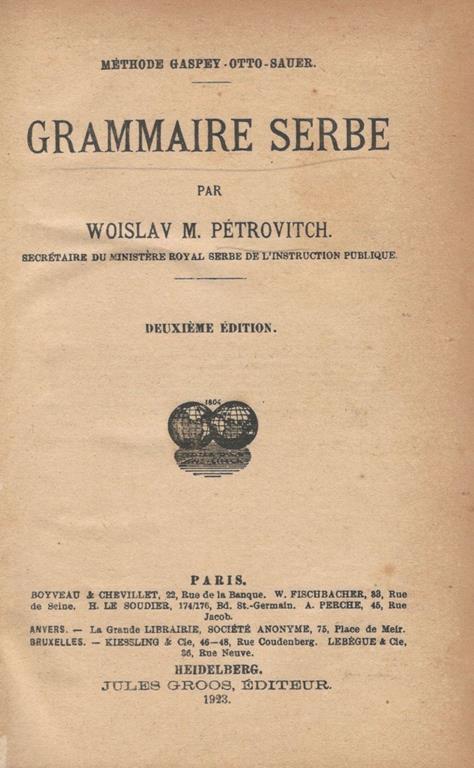 MÉTHODE GASPEY-OTTO-SAUER.
GRAMMAIRE SERBE
PAR
WOISLAV M. PÉTROVITCH.
SECRÉTAIRE DU MINISTÈRE ROYAL SERBE DE L'INSTRUCTION PUBLIQUE.
DEUXIÈME ÉDITION.
1804
PARIS.
BOYVEAU & CHEVILLET, 22, Rue de la Banque. W. FISCHBACHER, 33, Rue
de Seine. H. LE SOUDIER, 174/176, Bd. St.-Germain. A. PERCHE, 45, Rue
Jacob.
ANVERS. — La Grande LIBRAIRIE, SOCIÉTÉ ANONYME, 75, Place de Meir.
BRUXELLES. — KIESSLING & Cie, 46-48, Rue Coudenberg. LEBÈGUE & Cie,
36, Rue Neuve.
HEIDELBERG.
JULES GROOS, ÉDITEUR.
1923.